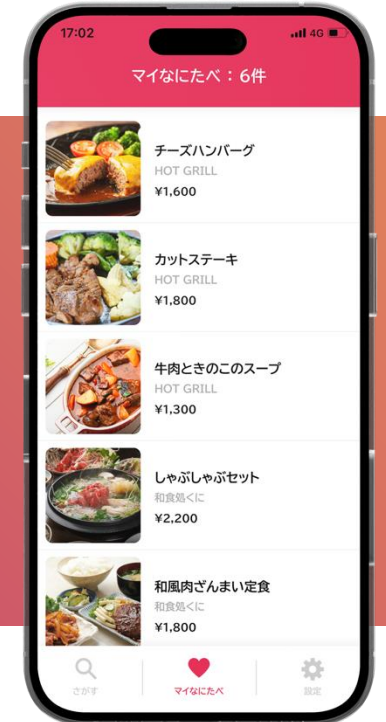 17:02
4G
マイなにたべ：6件
チーズハンバーグ
HOT GRILL
¥1,600
カットステーキ
HOT GRILL
¥1,800
牛肉ときのこのスープ
HOT GRILL
¥1,300
しゃぶしゃぶセット
和食処くに
¥2,200
和風肉ざんまい定食
和食処くに
¥1,800
さがす
マイなにたべ
設定